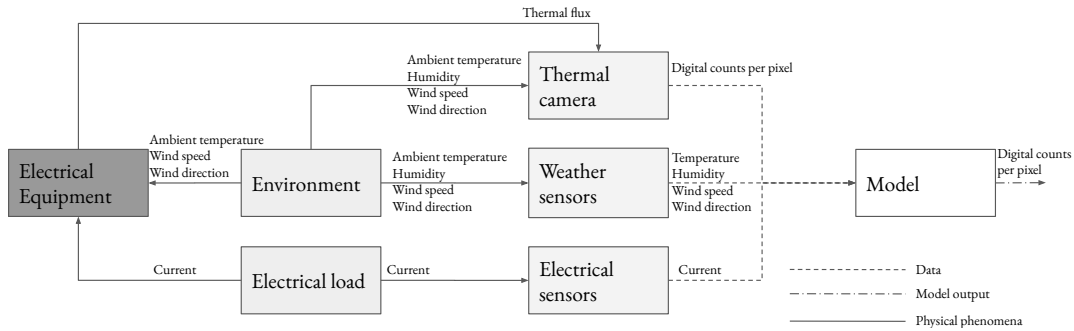 Thermal flux
Ambient temperature
Humidity
Wind speed
Wind direction
Thermal
camera
Digital counts per pixel
Electrical
Equipment
Ambient temperature
Wind speed
Wind direction
Environment
Ambient temperature
Humidity
Wind speed
Wind direction
Weather
sensors
Temperature
Humidity
Wind speed
Wind direction
Model
Digital counts
per pixel
Current
Electrical load
Current
Electrical
sensors
Current
Data
Model output
Physical phenomena